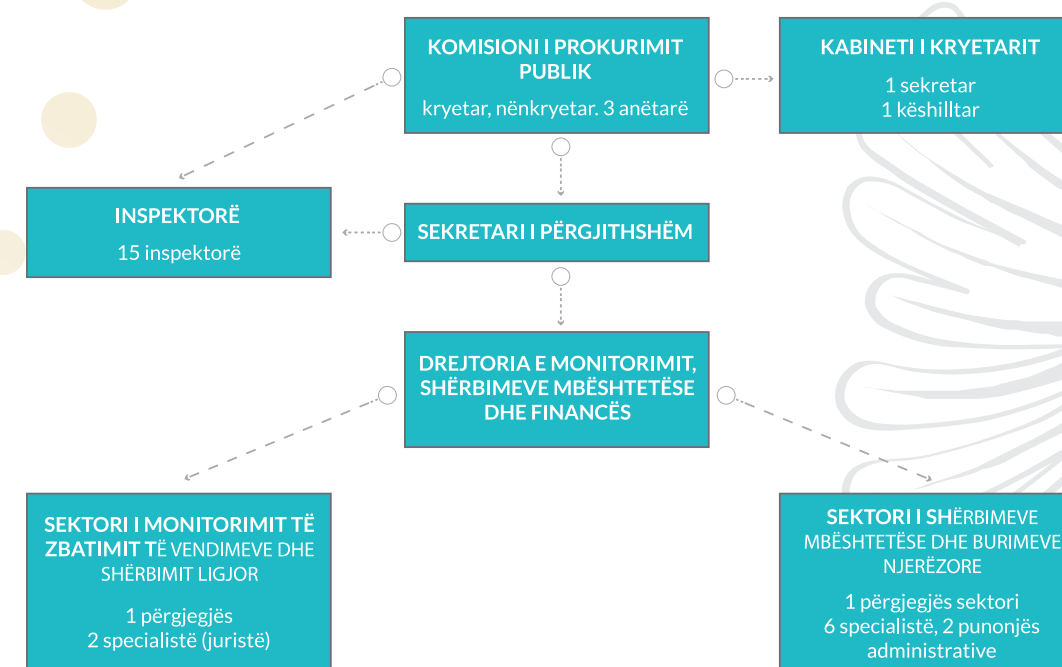 KOMISIONI I PROKURIMIT
PUBLIK
kryetar, nënkryetar. 3 anëtarë
KABINETI I KRYETARIT
1 sekretar
1 këshilltar
INSPEKTORË
15 inspektorë
SEKRETARI I PËRGJITHSHËM
DREJTORIA E MONITORIMIT,
SHËRBIMEVE MBËSHTETËSE
DHE FINANCËS
SEKTORI I MONITORIMIT TË
ZBATIMIT TË VENDIMEVE DHE
SHËRBIMIT LIGJOR
1 përgjegjës
2 specialistë (juristë)
SEKTORI I SHËRBIMEVE
MBËSHTETËSE DHE BURIMEVE
NJERËZORE
1 përgjegjës sektori
6 specialistë, 2 punonjës
administrative